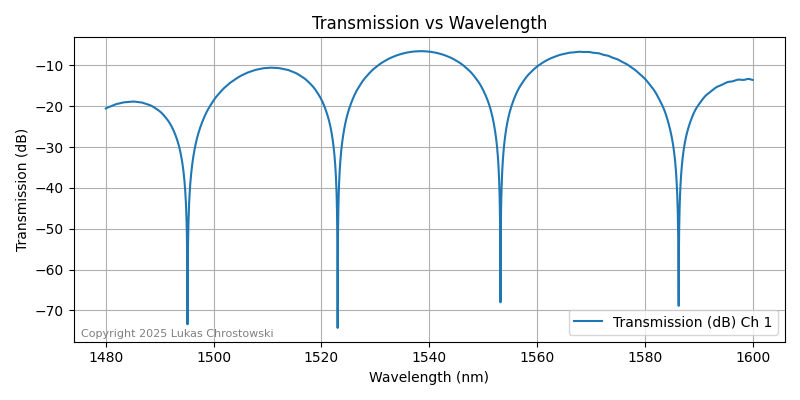 Transmission vs Wavelength
Transmission (dB)
−10
−20
−30
−40
−50
−60
−70
Copyright 2025 Lukas Chrostowski
Transmission (dB) Ch 1
1480 1500 1520 1540 1560 1580 1600
Wavelength (nm)